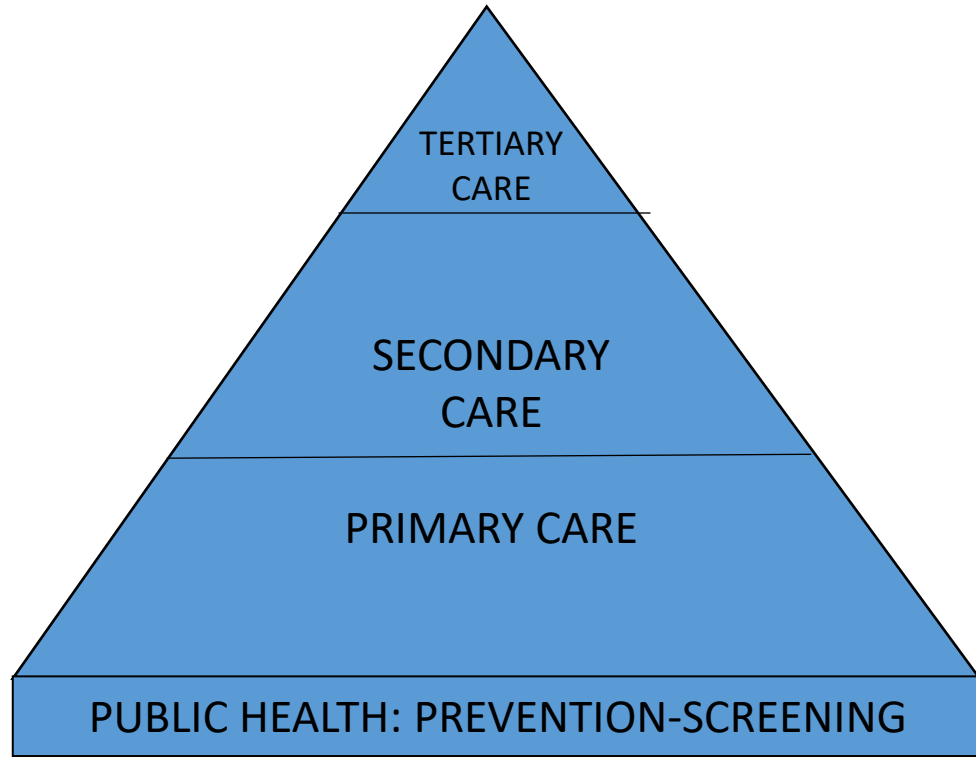 TERTIARY
CARE
SECONDARY
CARE
PRIMARY CARE
PUBLIC HEALTH: PREVENTION-SCREENING